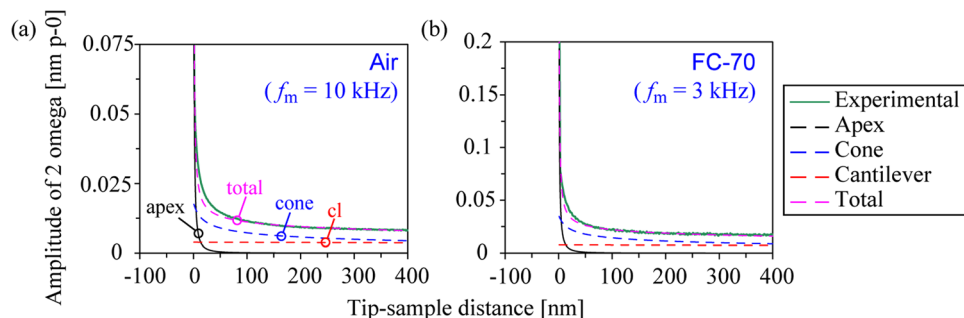 (a)
Amplitude of 2 omega [nm p-0]
0.075
0.05
0.025
0
Air
(fm = 10 kHz)
total
cone
cl
apex
-100 0 100 200 300 400
(b)
0.2
0.15
0.1
0.05
0
FC-70
(fm = 3 kHz)
-100 0 100 200 300 400
Tip-sample distance [nm]
Experimental
Apex
Cone
Cantilever
Total